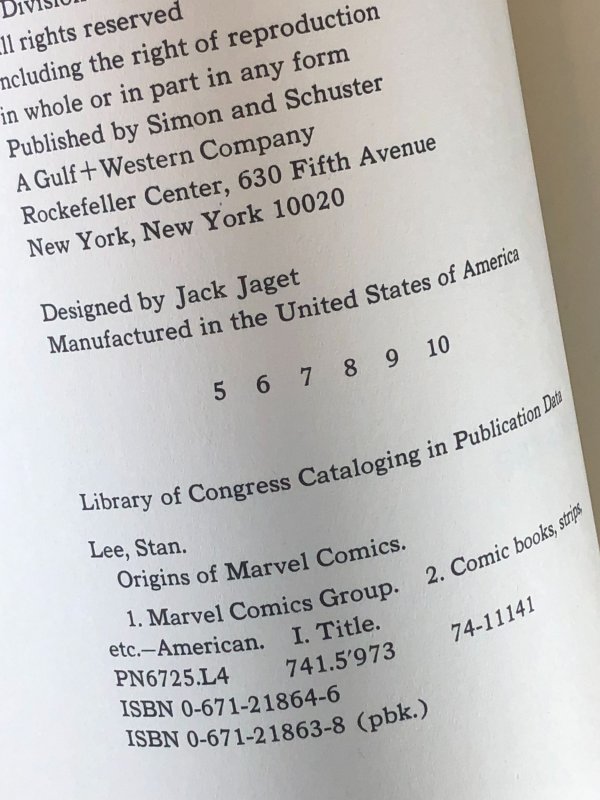 Division
ll rights reserved
ncluding the right of reproduction
in whole or in part in any form
Published by Simon and Schuster
A Gulf+Western Company
Rockefeller Center, 630 Fifth Avenue
New York, New York 10020
Designed by Jack Jaget
Manufactured in the United States of America
5 6 7 8 9 10
Library of Congress Cataloging in Publication Data
Lee, Stan.
Origins of Marvel Comics.
1. Marvel Comics Group. 2. Comic books, strips,
etc.—American. I. Title.
PN6725.L4 741.5'973 74-11141
ISBN 0-671-21864-6
ISBN 0-671-21863-8 (pbk.)